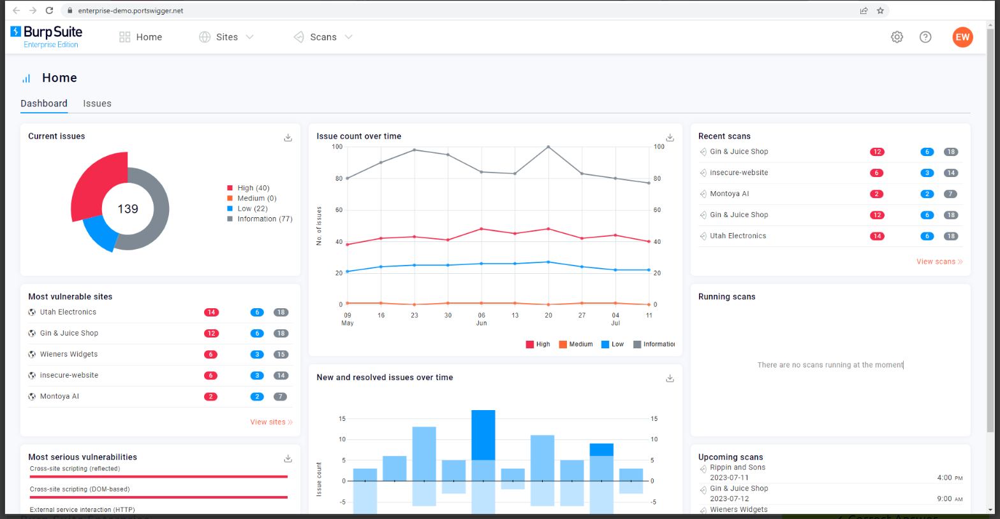 enterprise-demo.portswigger.net
Burp Suite
Enterprise Edition
Home
Sites
Scans
EW
Home
Dashboard
Issues
Current issues
139
High (40)
Medium (0)
Low (22)
Information (77)
Most vulnerable sites
Utah Electronics 14 6 18
Gin & Juice Shop 12 6 18
Wieners Widgets 6 3 15
insecure-website 6 3 14
Montoya AI 2 2 7
View sites »
Most serious vulnerabilities
Cross-site scripting (reflected)
Cross-site scripting (DOM-based)
External service interaction (HTTP)
Issue count over time
No. of issues
100 100
80 80
60 60
40 40
20 20
0 0
09 16 23 30 06 13 20 27 04 11
May Jun Jul
High Medium Low Information
New and resolved issues over time
Issue count
15 15
10 10
5 5
0 0
-5 -5
Recent scans
Gin & Juice Shop 12 6 18
insecure-website 6 3 14
Montoya AI 2 2 7
Gin & Juice Shop 12 6 18
Utah Electronics 14 6 18
View scans »
Running scans
There are no scans running at the moment
Upcoming scans
Rippin and Sons
2023-07-11 4:00 PM
Gin & Juice Shop
2023-07-12 9:00 AM
Wieners Widgets